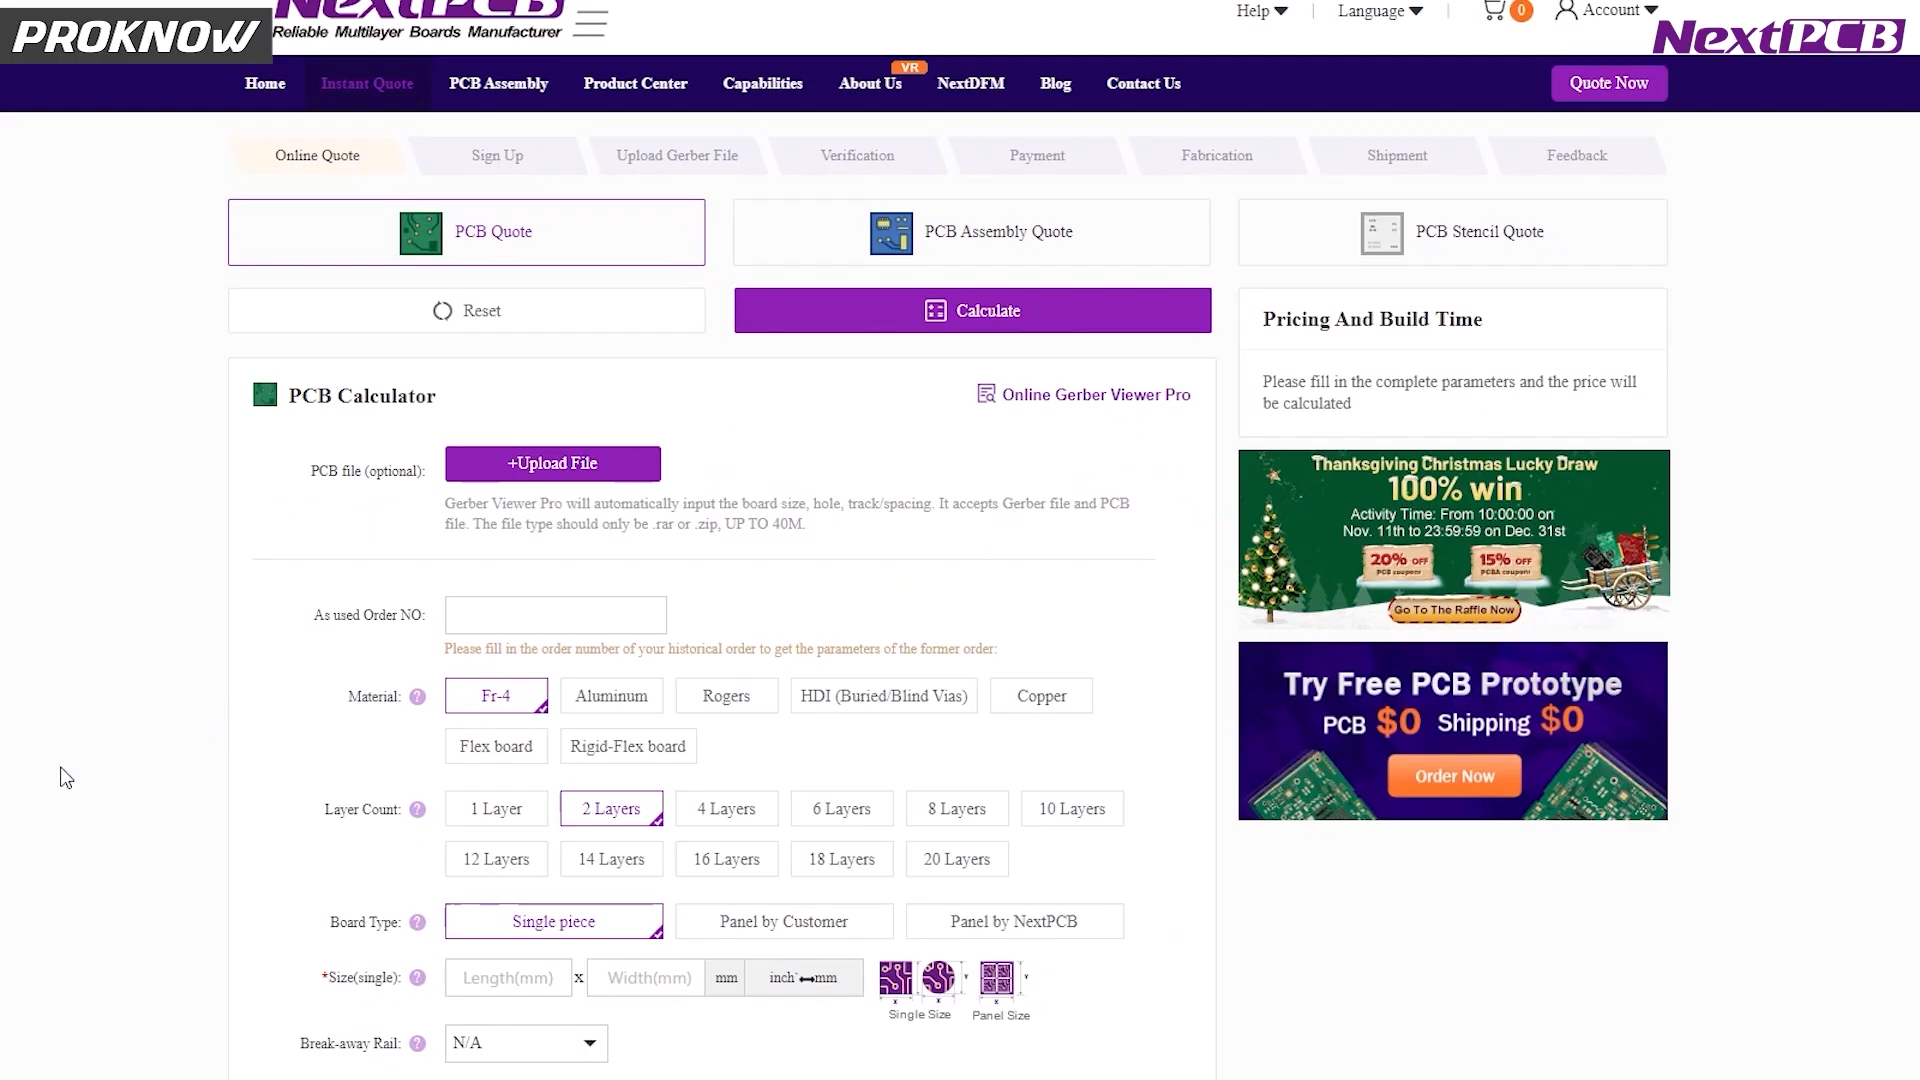 PROKNOW
NextPCB
Reliable Multilayer Boards Manufacturer
Help
Language
0
Account
NextPCB
Home
Instant Quote
PCB Assembly
Product Center
Capabilities
About Us
VR
NextDFM
Blog
Contact Us
Quote Now
Online Quote
Sign Up
Upload Gerber File
Verification
Payment
Fabrication
Shipment
Feedback
PCB Quote
PCB Assembly Quote
PCB Stencil Quote
Reset
Calculate
PCB Calculator
Online Gerber Viewer Pro
PCB file (optional):
+Upload File
Gerber Viewer Pro will automatically input the board size, hole, track/spacing. It accepts Gerber file and PCB
file. The file type should only be .rar or .zip, UP TO 40M.
As used Order NO:
Please fill in the order number of your historical order to get the parameters of the former order:
Material: ?
Fr-4
Aluminum
Rogers
HDI (Buried/Blind Vias)
Copper
Flex board
Rigid-Flex board
Layer Count: ?
1 Layer
2 Layers
4 Layers
6 Layers
8 Layers
10 Layers
12 Layers
14 Layers
16 Layers
18 Layers
20 Layers
Board Type: ?
Single piece
Panel by Customer
Panel by NextPCB
*Size(single): ?
Length(mm)
x
Width(mm)
mm
inch`↔mm
X
Y
X
X
Y
Single Size
Panel Size
Break-away Rail: ?
N/A
Pricing And Build Time
Please fill in the complete parameters and the price will
be calculated
Thanksgiving Christmas Lucky Draw
100% win
Activity Time: From 10:00:00 on
Nov. 11th to 23:59:59 on Dec. 31st
20% OFF
PCB coupons
15% OFF
PCBA coupons
Go To The Raffle Now
Try Free PCB Prototype
PCB $0 Shipping $0
Order Now